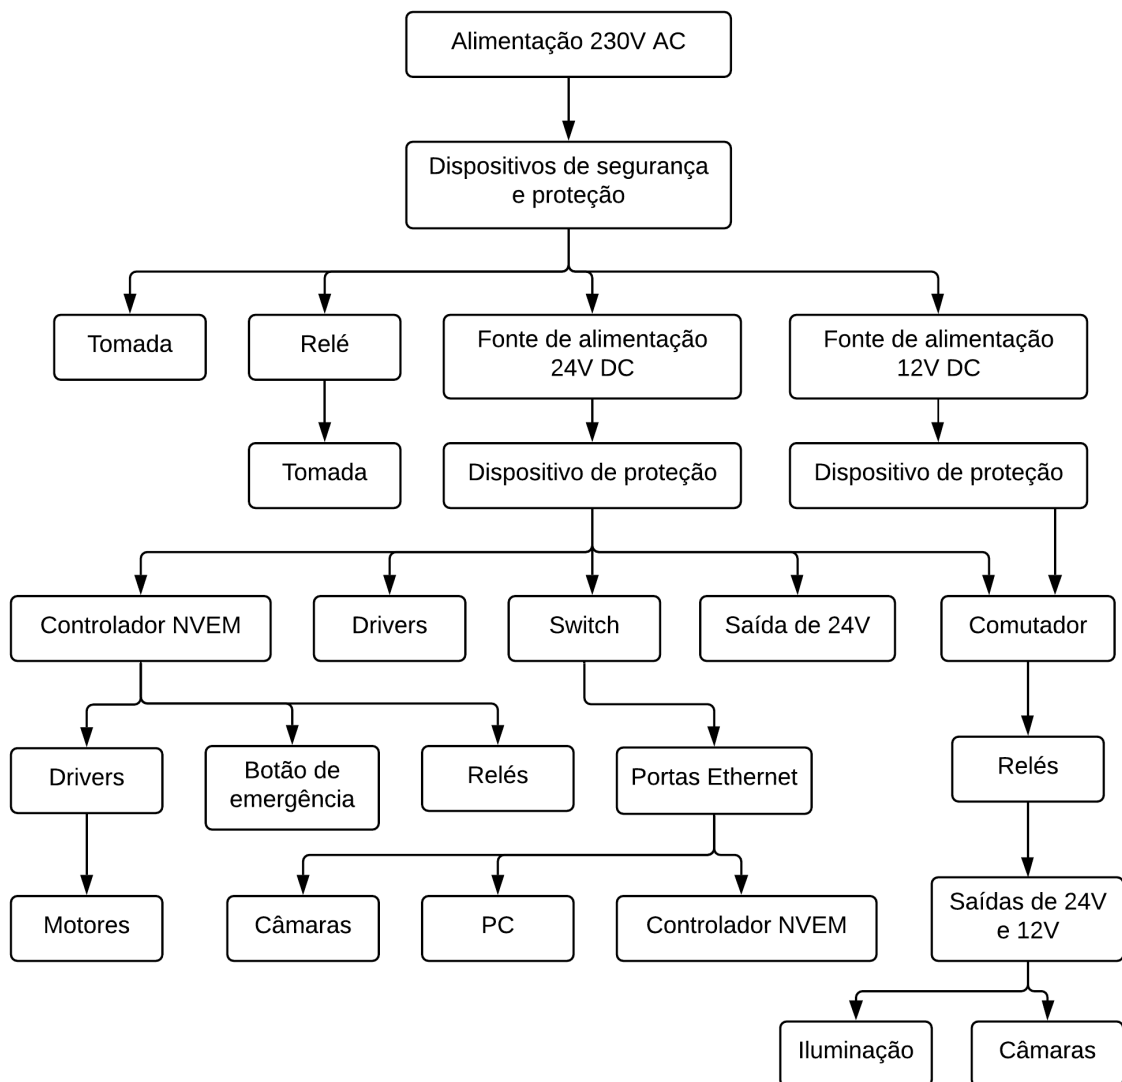 Alimentação 230V AC
Dispositivos de segurança
e proteção
Tomada
Relé
Fonte de alimentação
24V DC
Fonte de alimentação
12V DC
Tomada
Dispositivo de proteção
Dispositivo de proteção
Controlador NVEM
Drivers
Switch
Saída de 24V
Comutador
Drivers
Botão de
emergência
Relés
Portas Ethernet
Relés
Motores
Câmaras
PC
Controlador NVEM
Saídas de 24V
e 12V
Iluminação
Câmaras